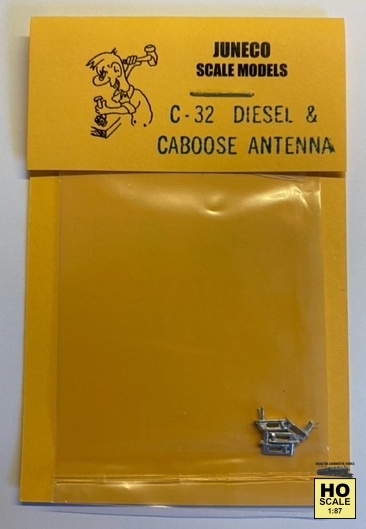 JUNECO
SCALE MODELS
C-32 DIESEL &
CABOOSE ANTENNA
HO
SCALE
1:87